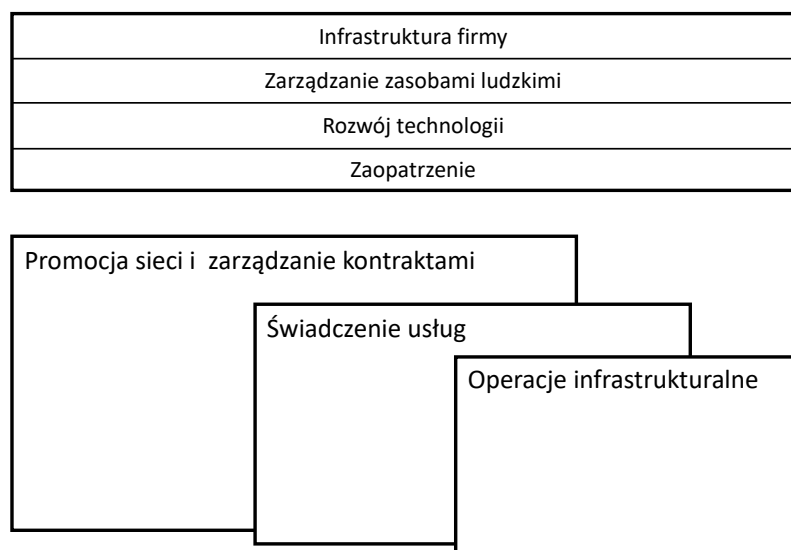 Infrastruktura firmy
Zarządzanie zasobami ludzkimi
Rozwój technologii
Zaopatrzenie
Promocja sieci i  zarządzanie kontraktami
Świadczenie usług
Operacje infrastrukturalne